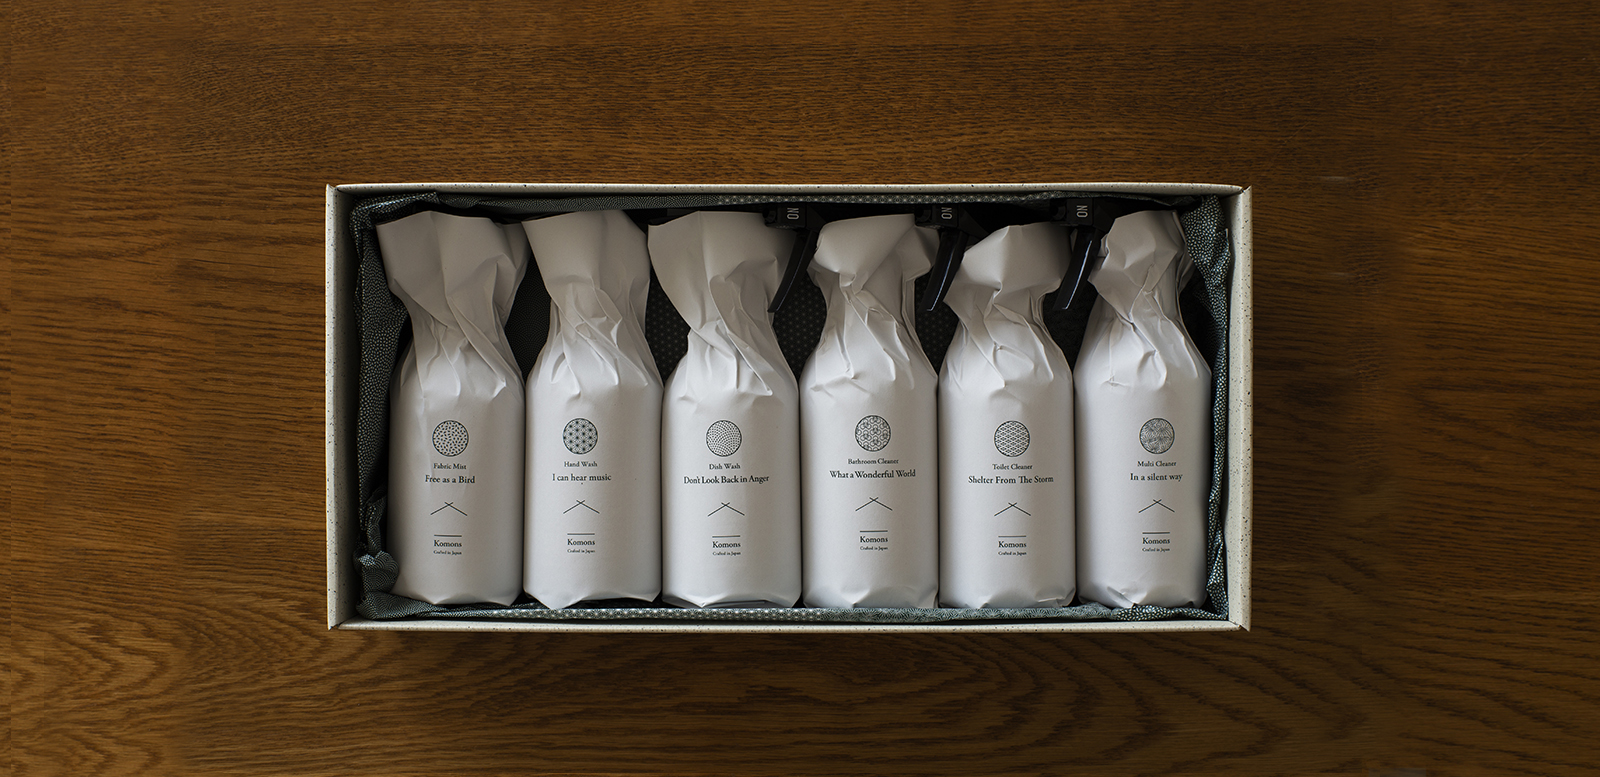 ON
ON
ON
Fabric Mist
Free as a Bird
Komons
Crafted in Japan
Hand Wash
I can hear music
Komons
Crafted in Japan
Dish Wash
Don't Look Back in Anger
Komons
Crafted in Japan
Bathroom Cleaner
What a Wonderful World
Komons
Crafted in Japan
Toilet Cleaner
Shelter From The Storm
Komons
Crafted in Japan
Multi Cleaner
In a silent way
Komons
Crafted in Japan